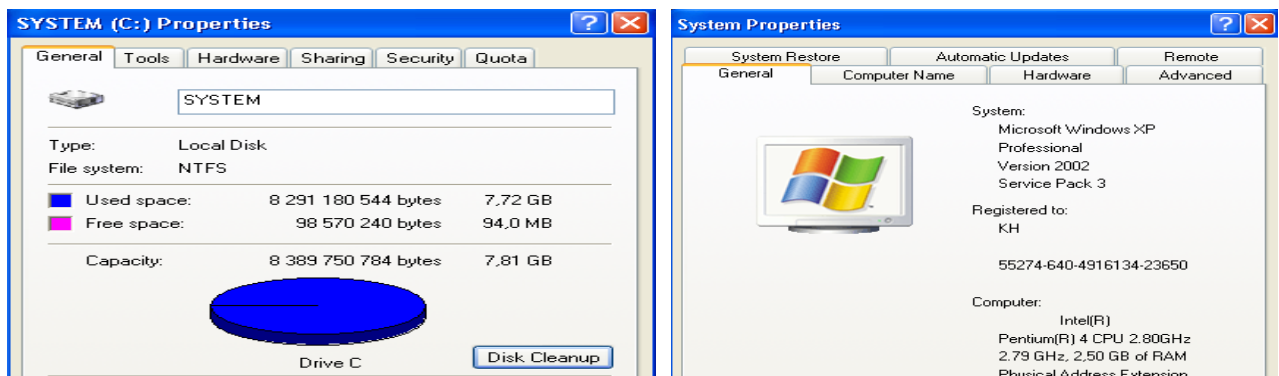 SYSTEM (C:) Properties
General Tools Hardware Sharing Security Quota
SYSTEM
Type: Local Disk
File system: NTFS
Used space: 8 291 180 544 bytes 7,72 GB
Free space: 98 570 240 bytes 94,0 MB
Capacity: 8 389 750 784 bytes 7,81 GB
Drive C
Disk Cleanup
System Properties
System Restore Automatic Updates Remote
General Computer Name Hardware Advanced
System:
Microsoft Windows XP
Professional
Version 2002
Service Pack 3
Registered to:
KH
55274-640-4916134-23650
Computer:
Intel(R)
Pentium(R) 4 CPU 2.80GHz
2.79 GHz, 2,50 GB of RAM
Physical Address Extension